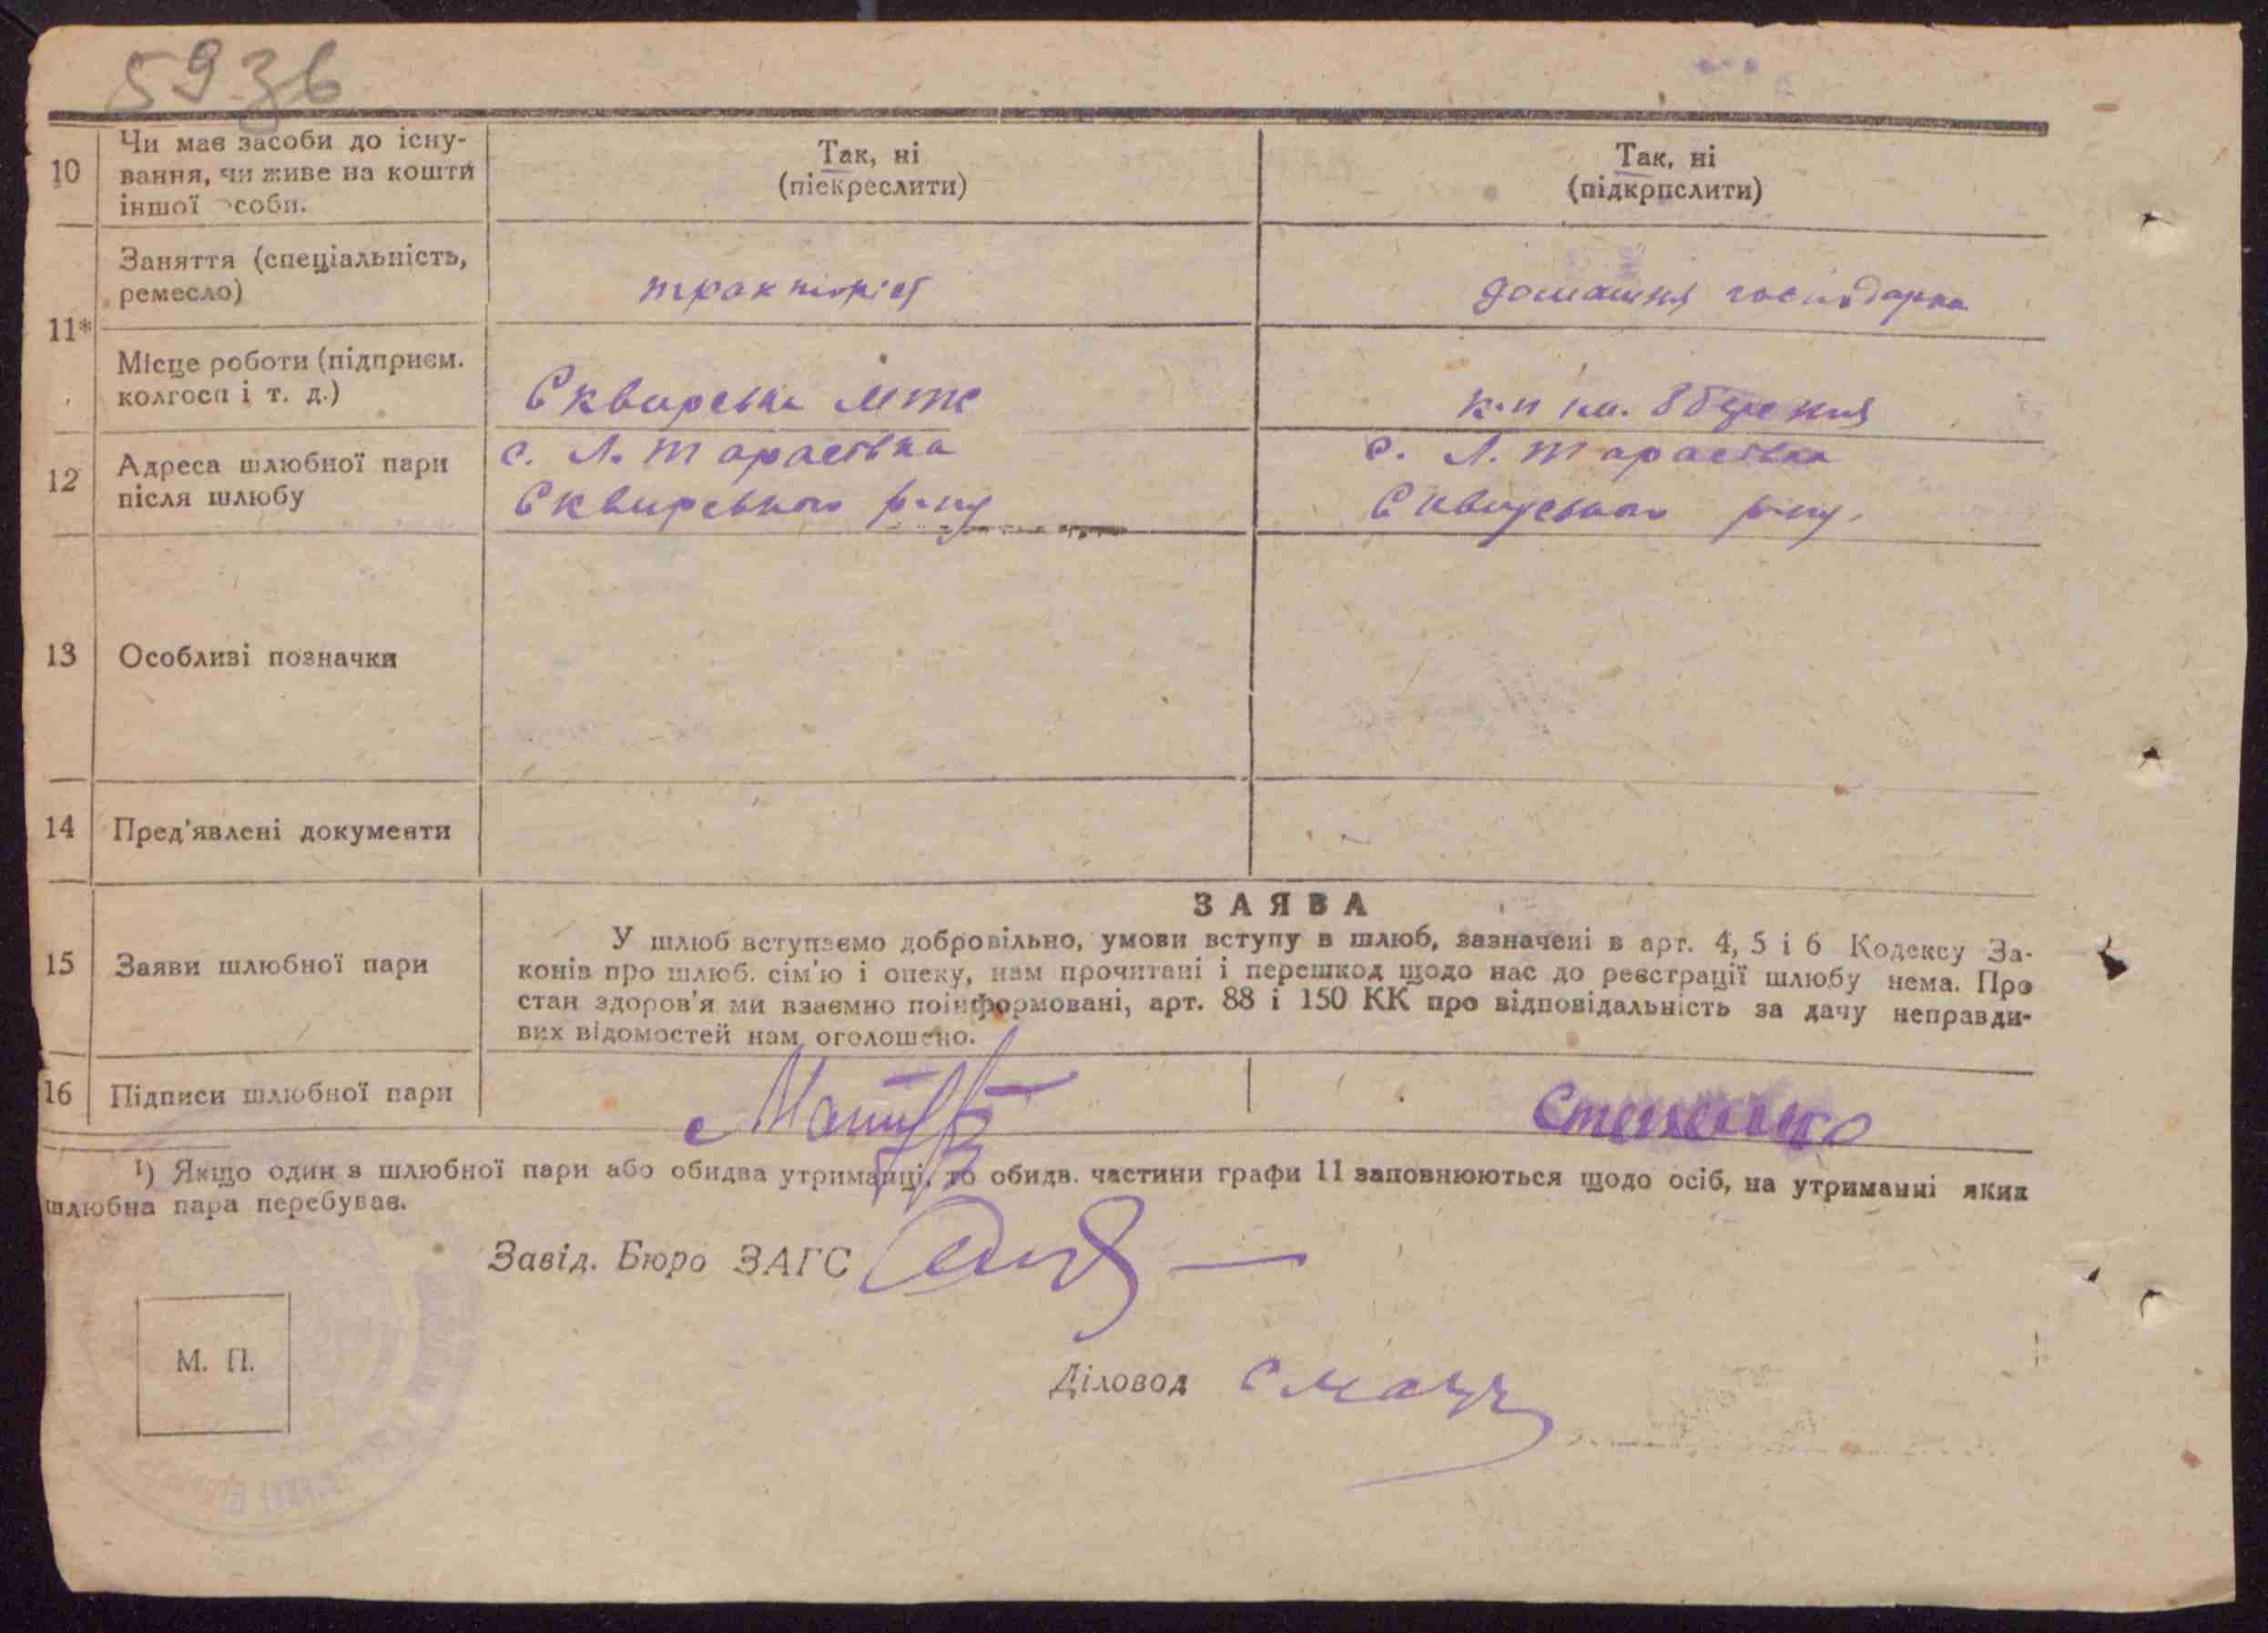 5936
10
Чи має засоби до існу-
вання, чи живе на кошти
іншої особи.
Так, ні
(піскреслити)
Так, ні
(підкрпслити)
11*
Заняття (спеціальність,
ремесло)
тракторіст
домашня господарка
Місце роботи (підприєм.
колгосп і т. д.)
Сквирська МТС
к-п ім. 8 березня
12
Адреса шлюбної пари
після шлюбу
с. Л. Тарасівка
Сквирського р-ну
с. Л. Тарасівка
Сквирського р-ну.
13
Особливі позначки
14
Пред'явлені документи
15
Заяви шлюбної пари
ЗАЯВА
У шлюб вступаємо добровільно, умови вступу в шлюб, зазначені в арт. 4, 5 і 6 Кодексу За-
конів про шлюб. сім'ю і опеку, нам прочитані і перешкод щодо нас до реєстрації шлюбу нема. Про
стан здоров'я ми взаємно поінформовані, арт. 88 і 150 КК про відповідальність за дачу неправди-
вих відомостей нам оголошено.
16
Підписи шлюбної пари
1) Якщо один з шлюбної пари або обидва утриманці, то обидв. частини графи 11 заповнюються щодо осіб, на утриманні яких
шлюбна пара перебуває.
Завід. Бюро ЗАГС
М. П.
Діловод